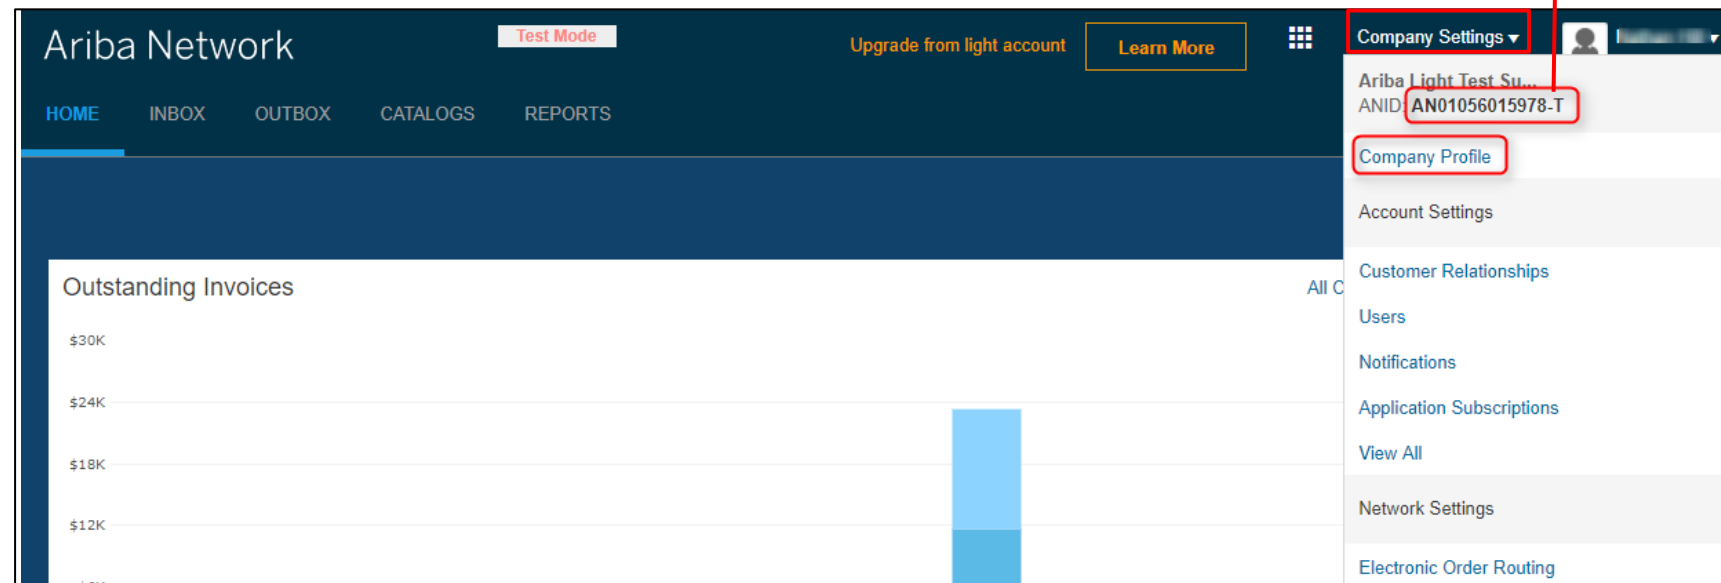 Ariba Network
Test Mode
Upgrade from light account
Learn More
Company Settings
HOME
INBOX
OUTBOX
CATALOGS
REPORTS
Ariba Light Test Su...
ANID: AN01056015978-T
Company Profile
Account Settings
Customer Relationships
Users
Notifications
Application Subscriptions
View All
Network Settings
Electronic Order Routing
Outstanding Invoices
All C
$30K
$24K
$18K
$12K